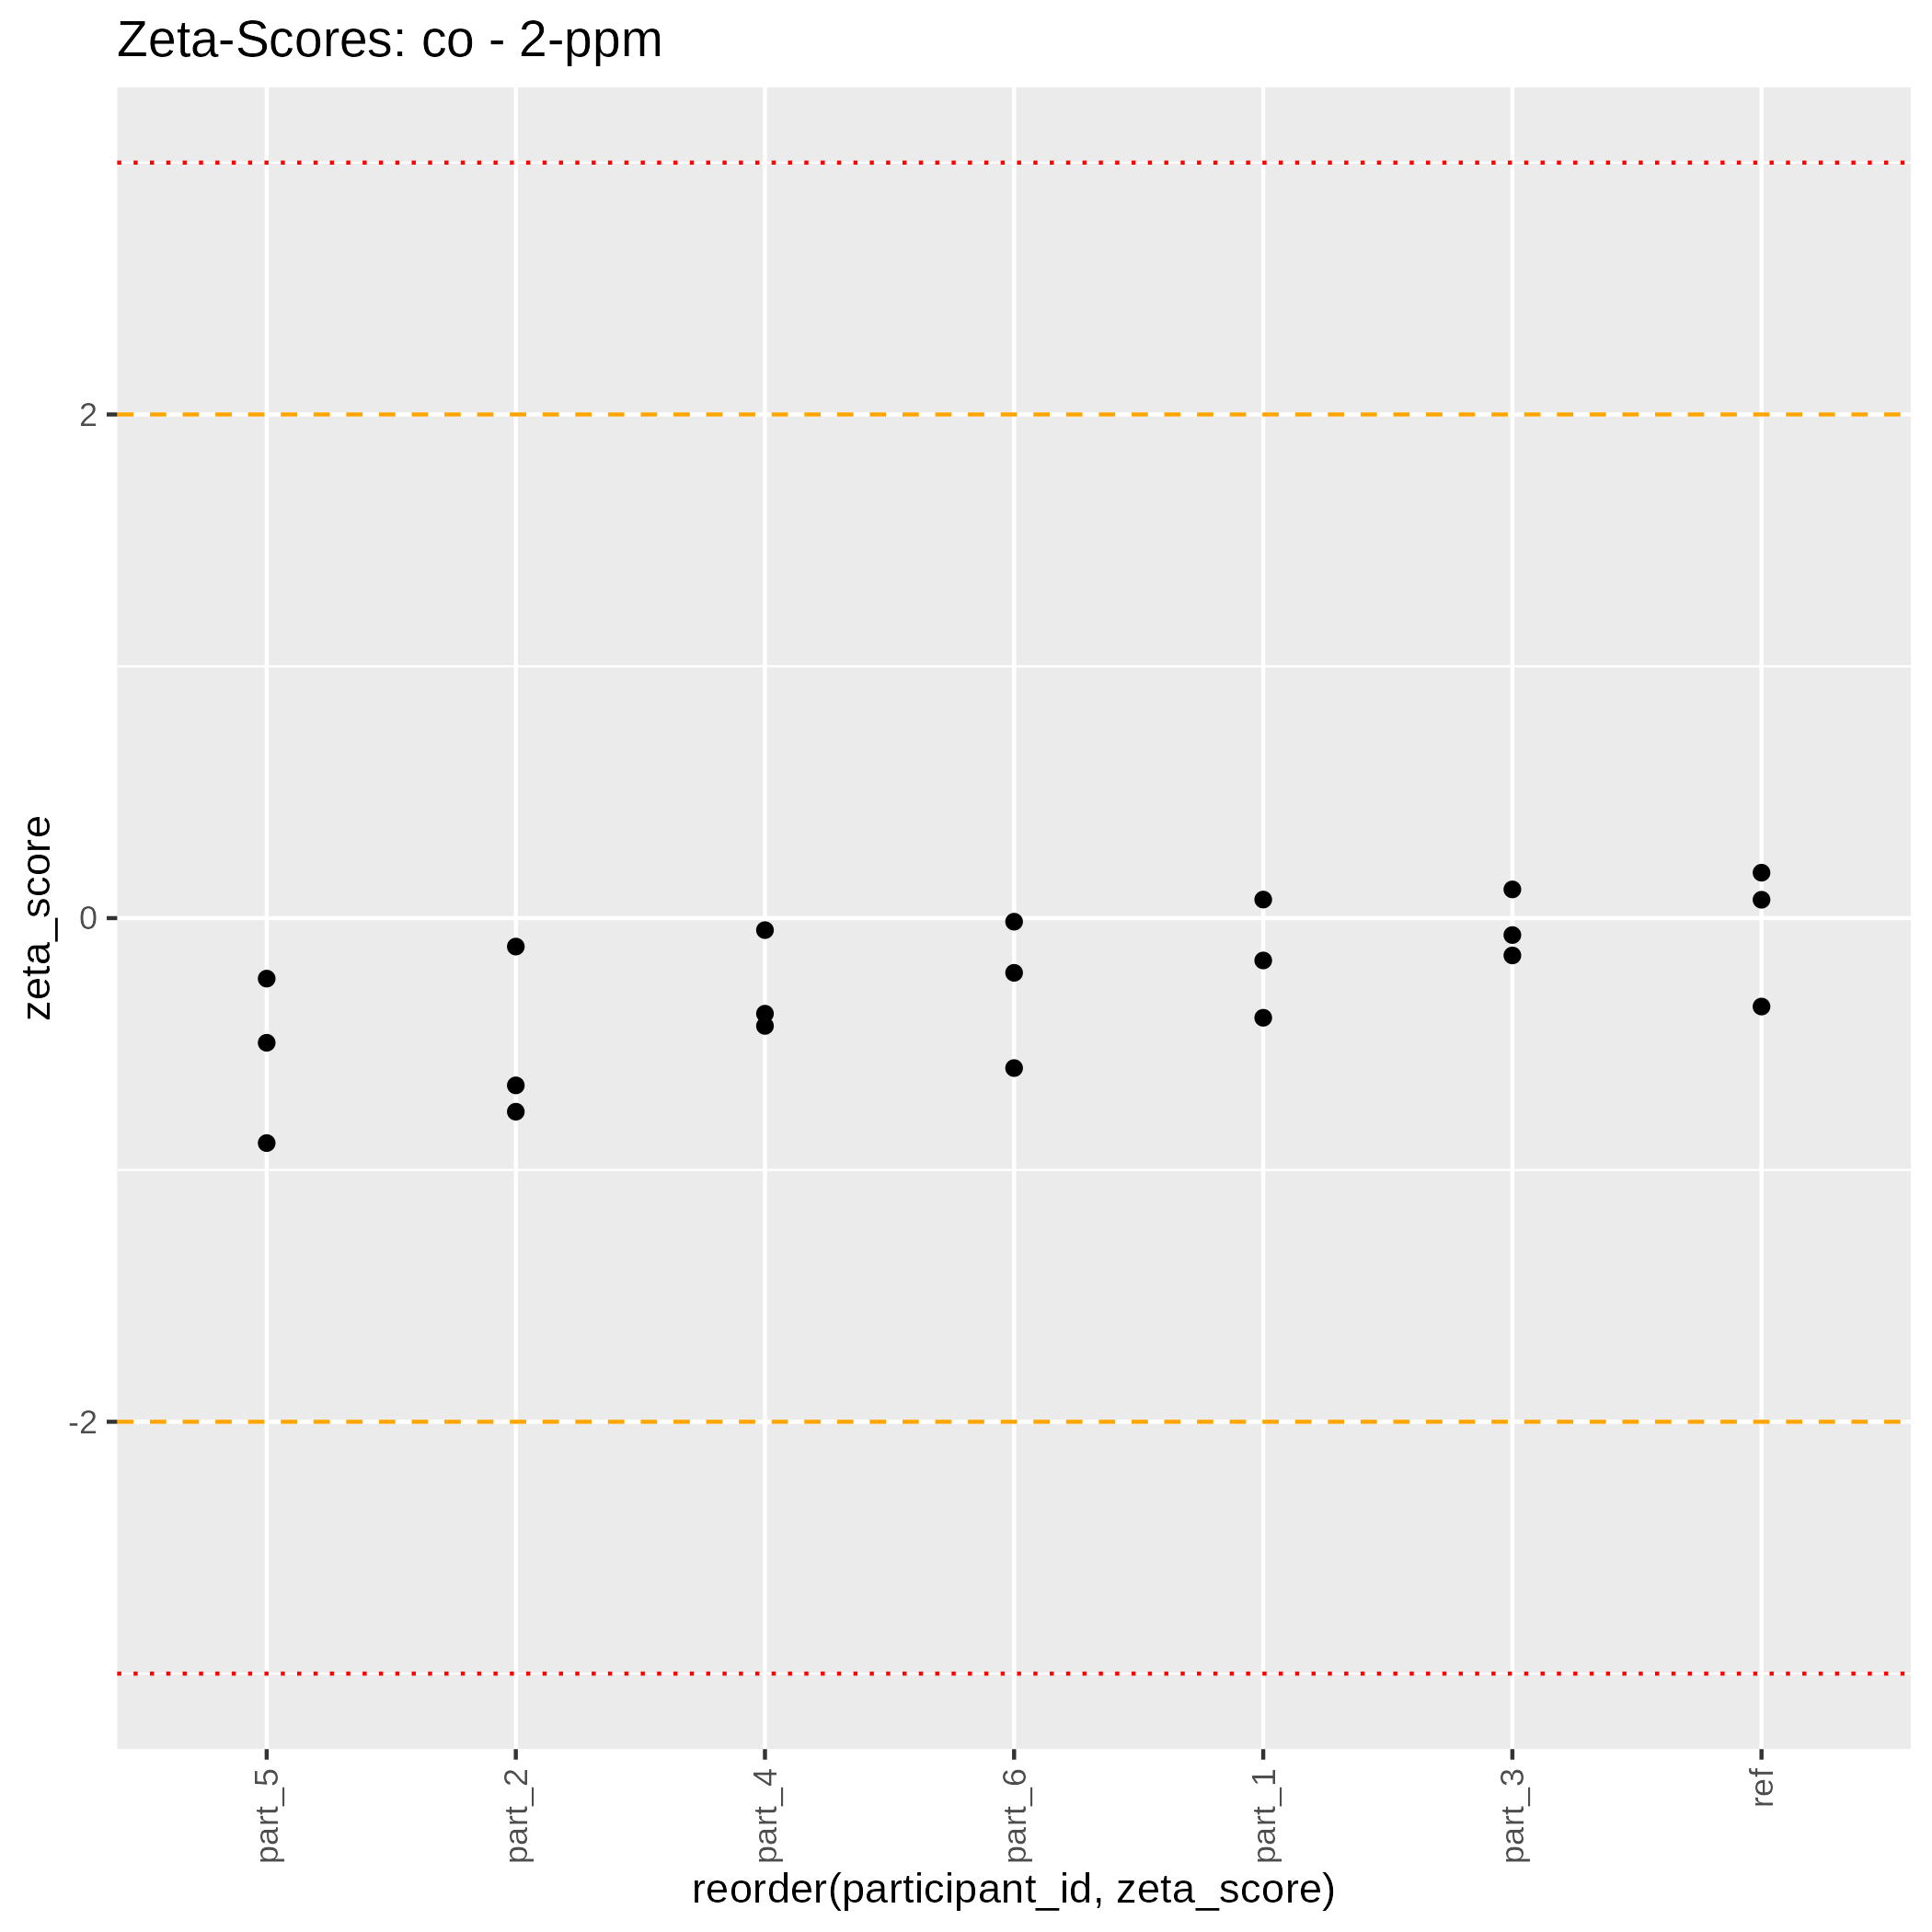 Zeta-Scores: co - 2-ppm
zeta_score
2
0
-2
part_5
part_2
part_4
part_6
part_1
part_3
ref
reorder(participant_id, zeta_score)